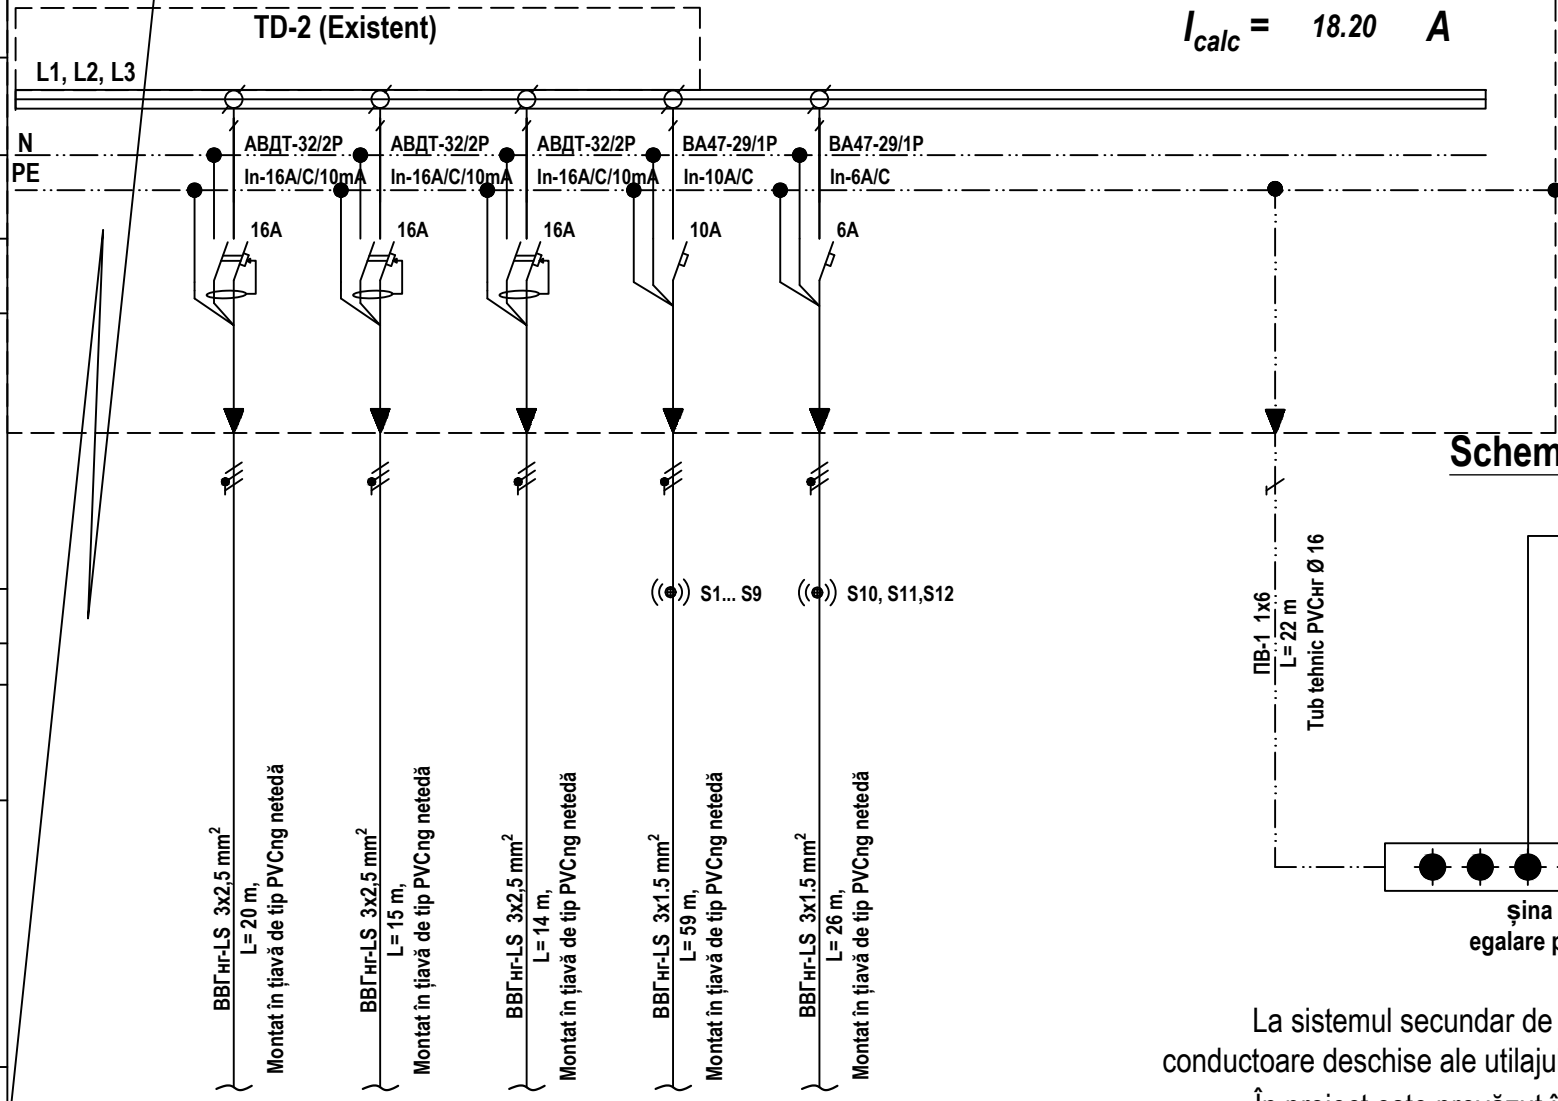 TD-2 (Existent)
I calc = 18.20 A
L1, L2, L3
N
PE
АВДТ-32/2P
In-16A/C/10mA
16A
АВДТ-32/2P
In-16A/C/10mA
16A
АВДТ-32/2P
In-16A/C/10mA
16A
ВА47-29/1P
In-10A/C
10A
ВА47-29/1P
In-6A/C
6A
Schem
S1... S9
S10, S11,S12
ПВ-1 1x6
L= 22 m
Tub tehnic PVCнг Ø 16
ВВГнг-LS 3x2,5 mm²
L= 20 m,
Montat în țiavă de tip PVCng netedă
ВВГнг-LS 3x2,5 mm²
L= 15 m,
Montat în țiavă de tip PVCng netedă
ВВГнг-LS 3x2,5 mm²
L= 14 m,
Montat în țiavă de tip PVCng netedă
ВВГнг-LS 3x1.5 mm²
L= 59 m,
Montat în țiavă de tip PVCng netedă
ВВГнг-LS 3x1.5 mm²
L= 26 m,
Montat în țiavă de tip PVCng netedă
șina
egalare p
La sistemul secundar de
conductoare deschise ale utilaju
În proiect este prevăzut î